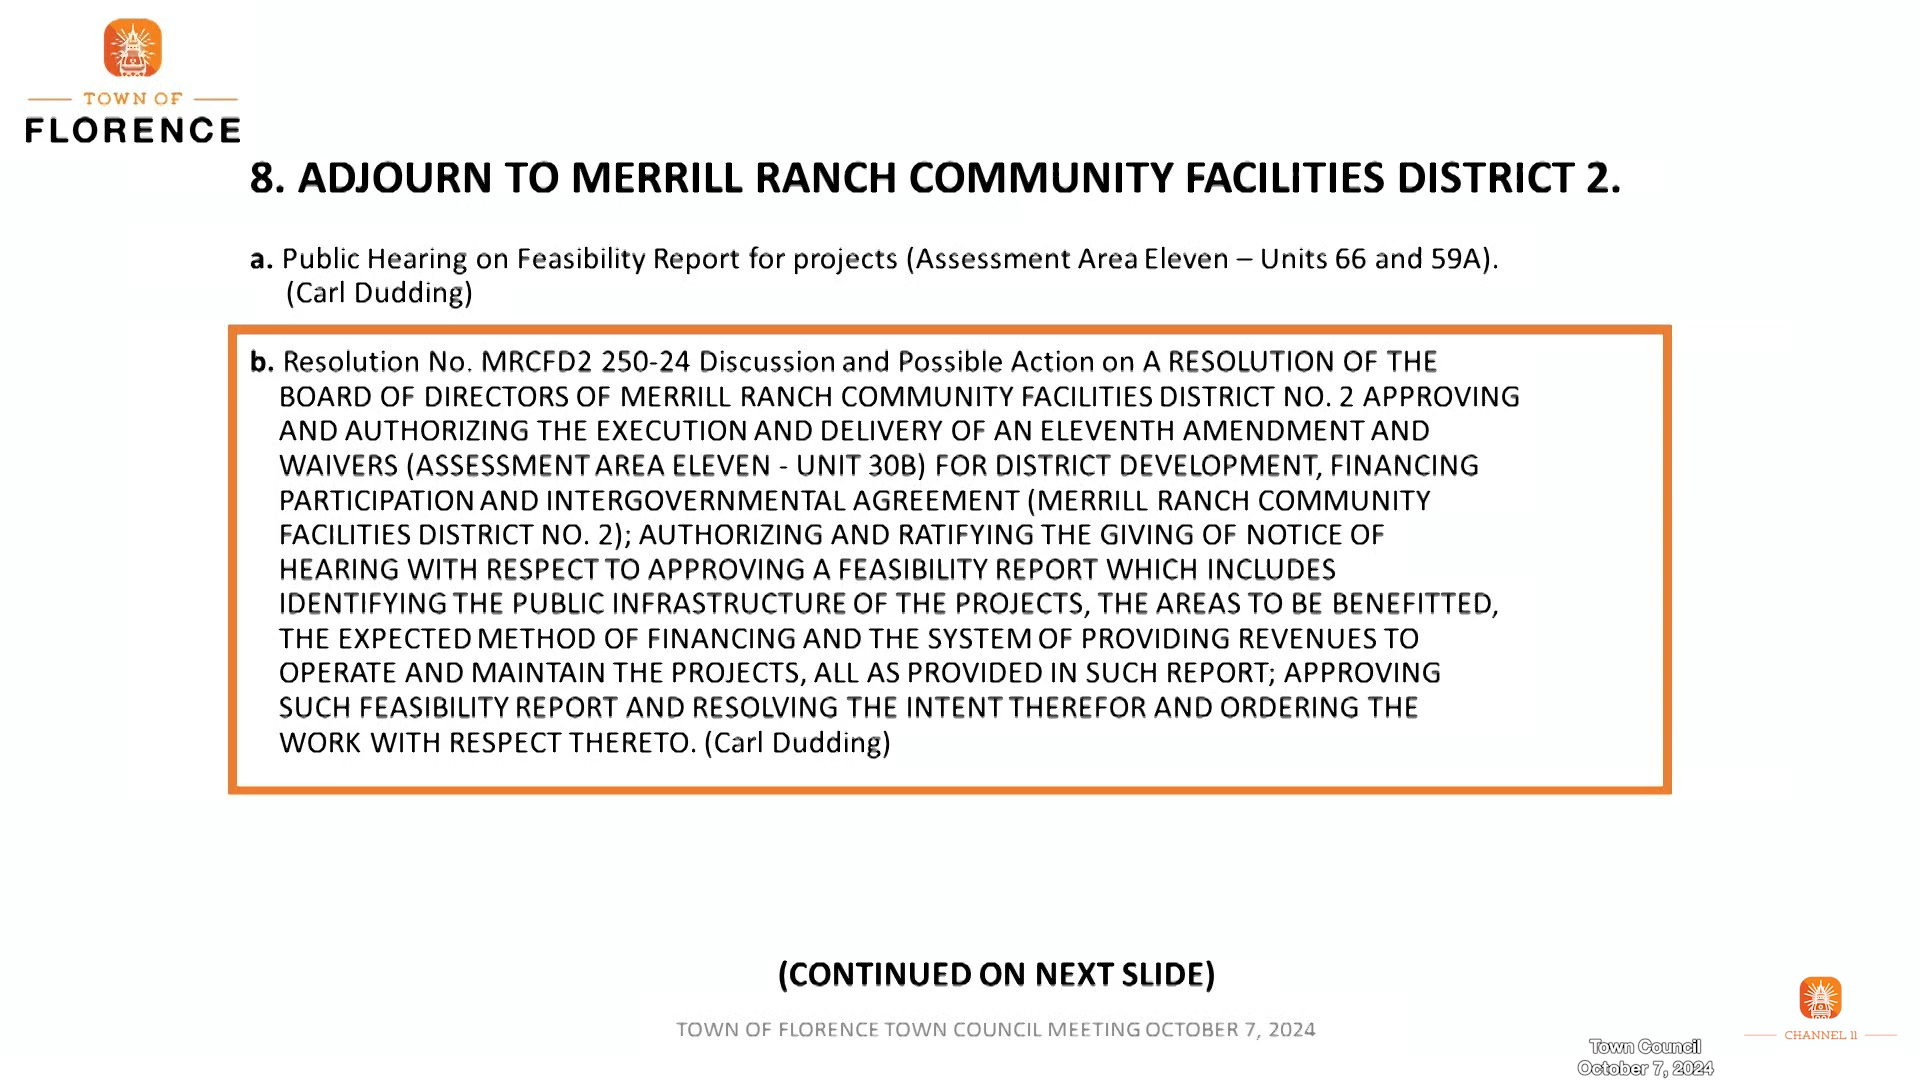 TOWN OF
FLORENCE
8. ADJOURN TO MERRILL RANCH COMMUNITY FACILITIES DISTRICT 2.
a. Public Hearing on Feasibility Report for projects (Assessment Area Eleven – Units 66 and 59A).
(Carl Dudding)
b. Resolution No. MRCFD2 250-24 Discussion and Possible Action on A RESOLUTION OF THE
BOARD OF DIRECTORS OF MERRILL RANCH COMMUNITY FACILITIES DISTRICT NO. 2 APPROVING
AND AUTHORIZING THE EXECUTION AND DELIVERY OF AN ELEVENTH AMENDMENT AND
WAIVERS (ASSESSMENT AREA ELEVEN - UNIT 30B) FOR DISTRICT DEVELOPMENT, FINANCING
PARTICIPATION AND INTERGOVERNMENTAL AGREEMENT (MERRILL RANCH COMMUNITY
FACILITIES DISTRICT NO. 2); AUTHORIZING AND RATIFYING THE GIVING OF NOTICE OF
HEARING WITH RESPECT TO APPROVING A FEASIBILITY REPORT WHICH INCLUDES
IDENTIFYING THE PUBLIC INFRASTRUCTURE OF THE PROJECTS, THE AREAS TO BE BENEFITTED,
THE EXPECTED METHOD OF FINANCING AND THE SYSTEM OF PROVIDING REVENUES TO
OPERATE AND MAINTAIN THE PROJECTS, ALL AS PROVIDED IN SUCH REPORT; APPROVING
SUCH FEASIBILITY REPORT AND RESOLVING THE INTENT THEREFOR AND ORDERING THE
WORK WITH RESPECT THERETO. (Carl Dudding)
(CONTINUED ON NEXT SLIDE)
TOWN OF FLORENCE TOWN COUNCIL MEETING OCTOBER 7, 2024
CHANNEL 11
Town Council
October 7, 2024